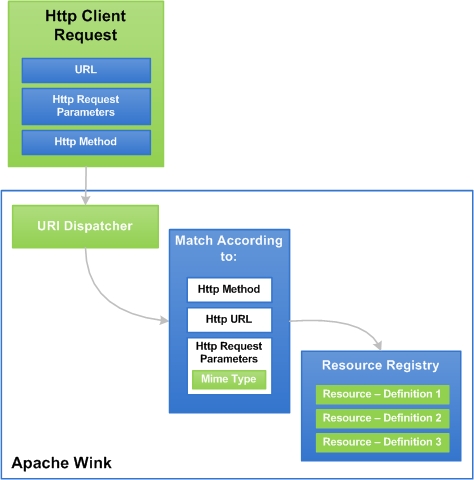 Http Client
Request
URL
Http Request
Parameters
Http Method
URI Dispatcher
Match According
to:
Http Method
Http URL
Http Request
Parameters
Mime Type
Resource Registry
Resource – Definition 1
Resource – Definition 2
Resource – Definition 3
Apache Wink